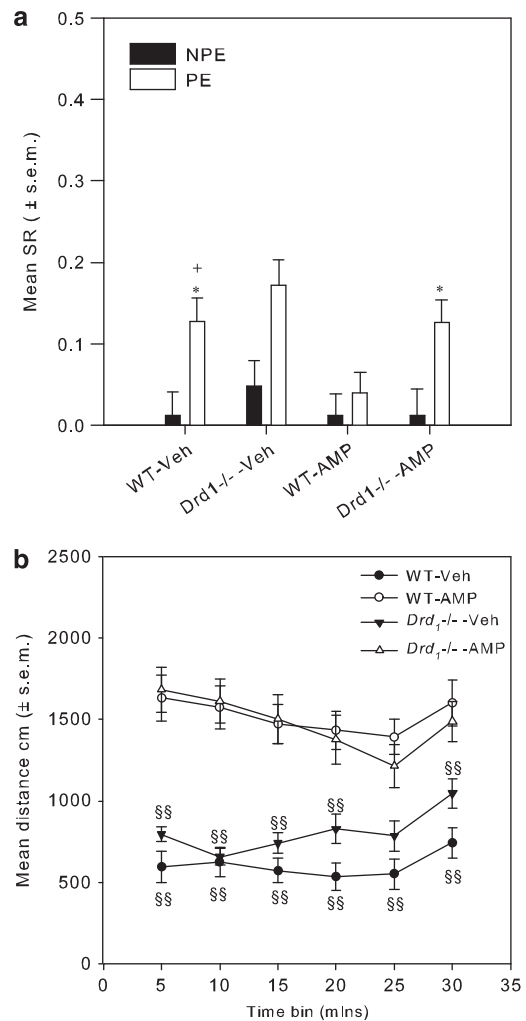 a
0.5
NPE
PE
0.4
0.3
Mean SR ( ± s.e.m.)
0.2
+
*
*
0.1
0.0
WT-Veh
Drd1-/- -Veh
WT-AMP
Drd1-/- -AMP
b
2500
WT-Veh
WT-AMP
Drd1-/- -Veh
Drd1-/- -AMP
2000
1500
Mean distance cm (± s.e.m.)
1000
§§ §§ §§ §§ §§
500
§§ §§ §§ §§ §§ §§
0
0 5 10 15 20 25 30 35
Time bin (mIns)